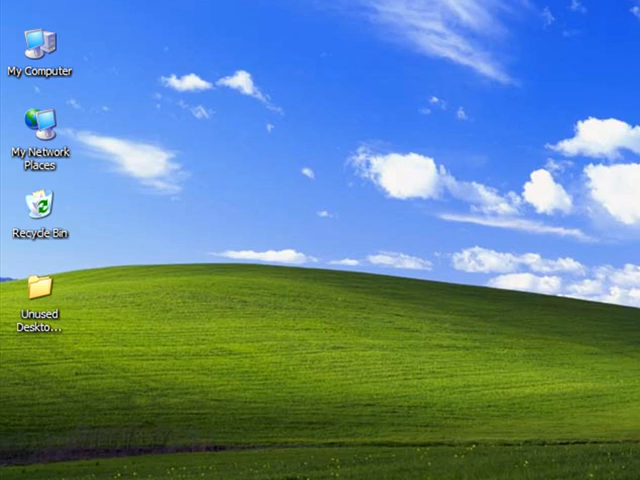 My Computer
My Network
Places
Recycle Bin
Unused
Deskto...